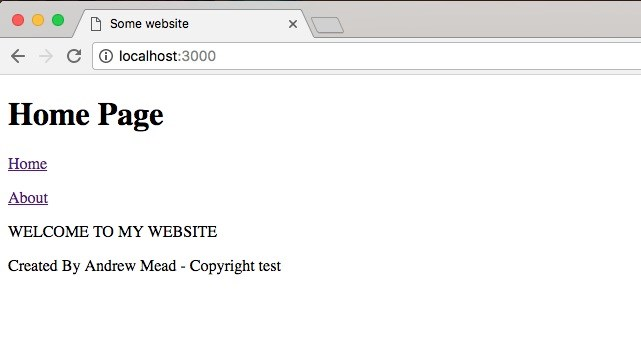 Some website
localhost:3000
Home Page
Home
About
WELCOME TO MY WEBSITE
Created By Andrew Mead - Copyright test